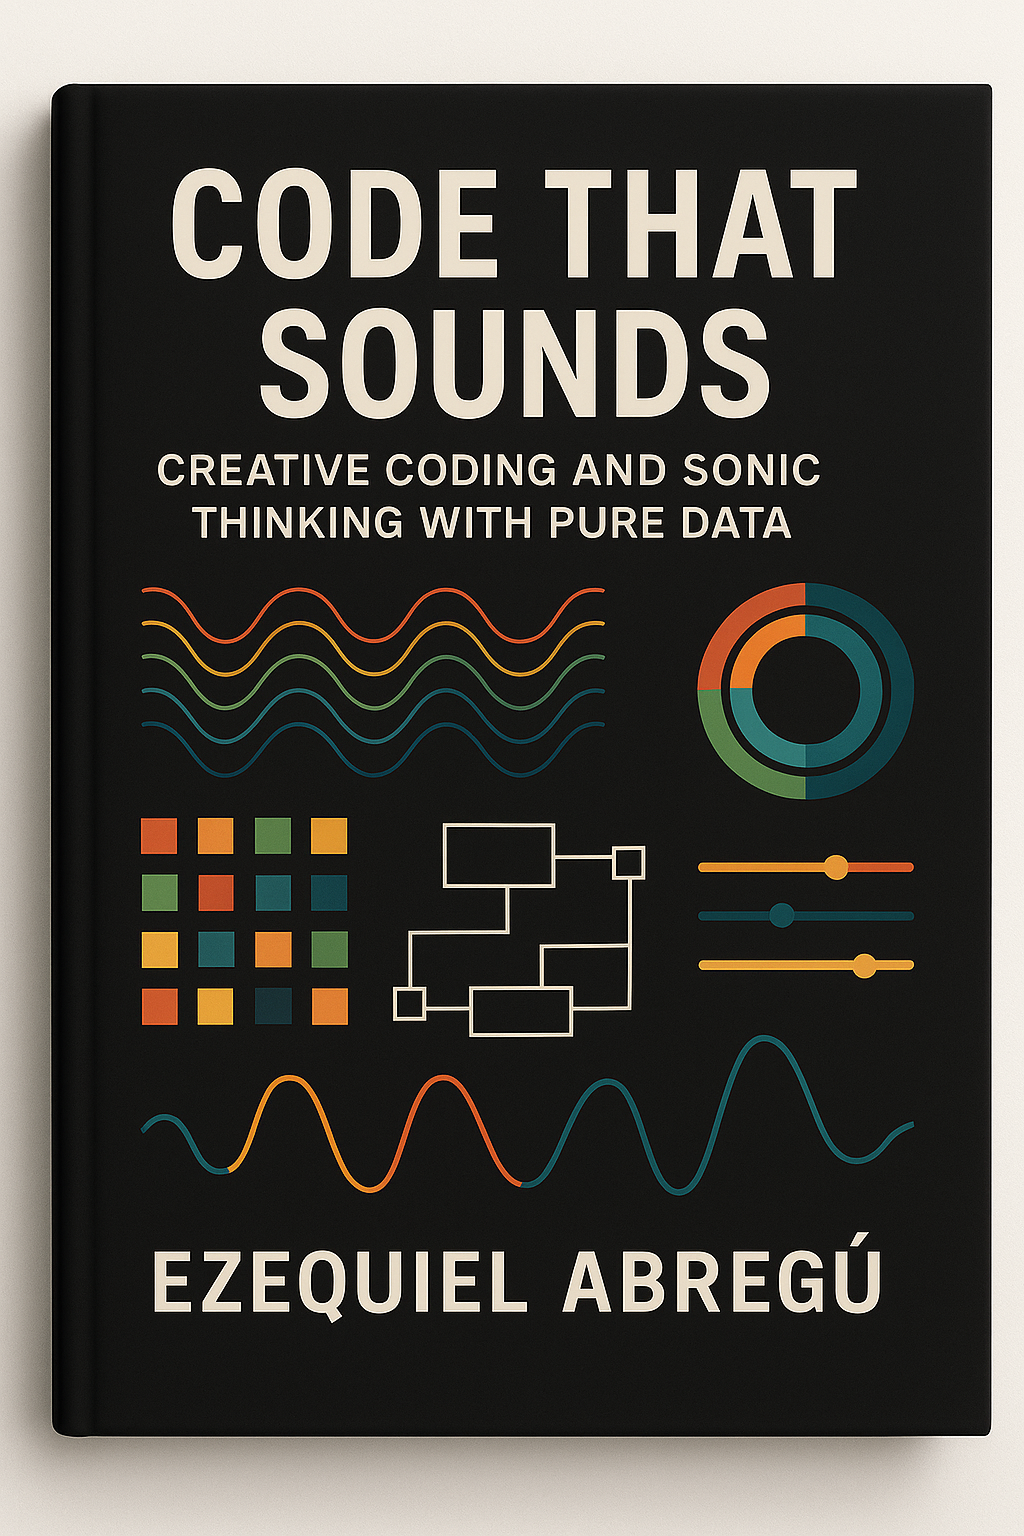 CODE THAT
SOUNDS
CREATIVE CODING AND SONIC
THINKING WITH PURE DATA
EZEQUIEL ABREGÚ